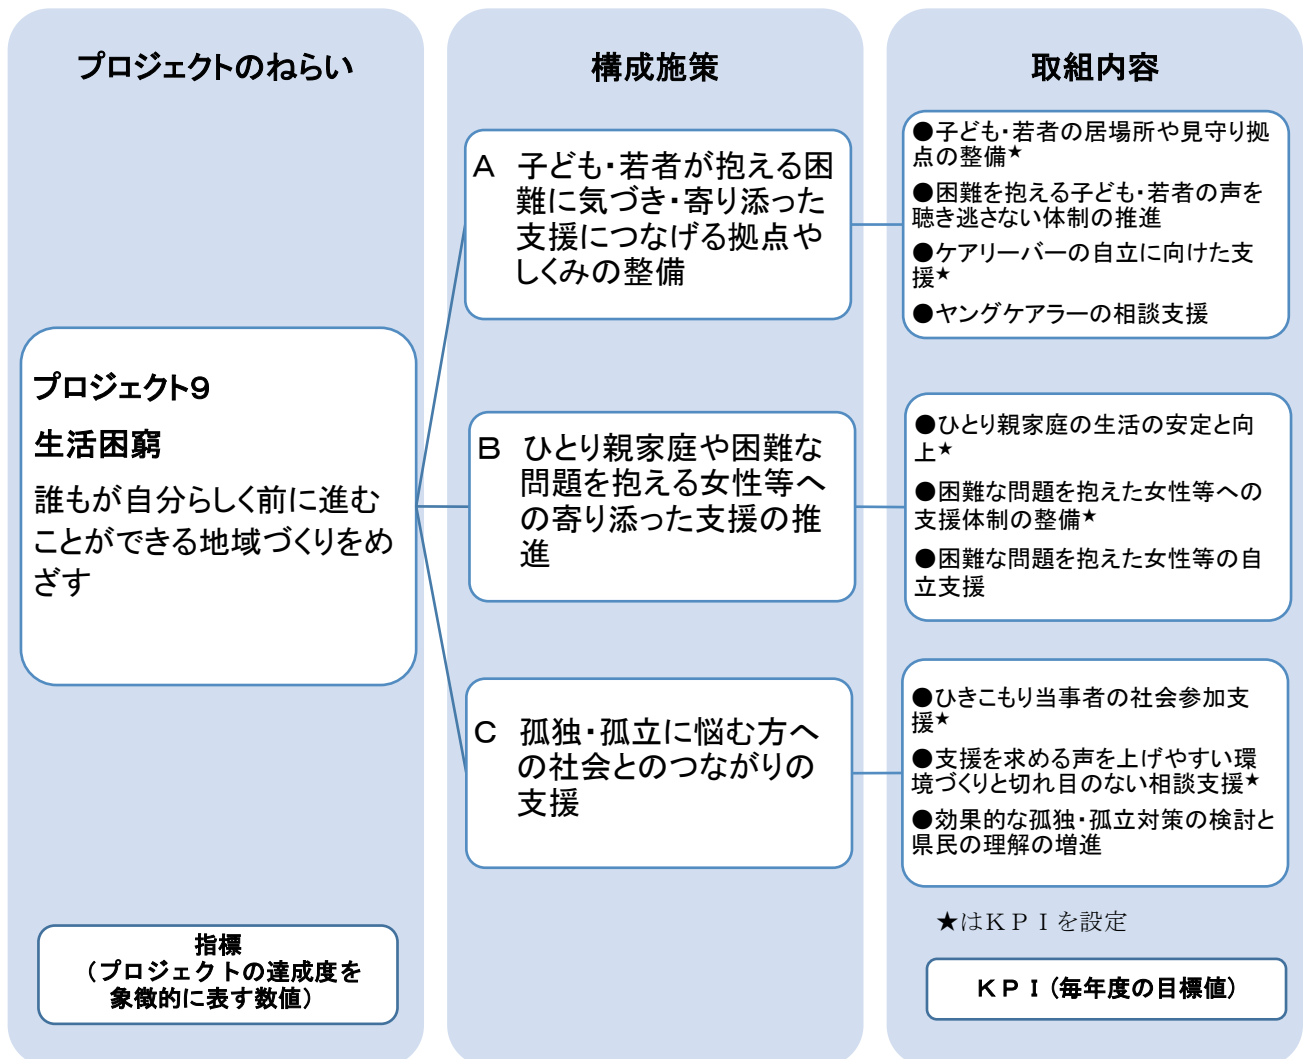 プロジェクトのねらい
プロジェクト9
生活困窮
誰もが自分らしく前に進む
ことができる地域づくりをめ
ざす
指標
(プロジェクトの達成度を
象徴的に表す数値)
構成施策
A 子ども・若者が抱える困
難に気づき・寄り添った
支援につなげる拠点や
しくみの整備
B ひとり親家庭や困難な
問題を抱える女性等へ
の寄り添った支援の推
進
C 孤独・孤立に悩む方へ
の社会とのつながりの
支援
取組内容
●子ども・若者の居場所や見守り拠
点の整備★
●困難を抱える子ども・若者の声を
聴き逃さない体制の推進
●ケアリーバーの自立に向けた支
援★
●ヤングケアラーの相談支援
●ひとり親家庭の生活の安定と向
上★
●困難な問題を抱えた女性等への
支援体制の整備★
●困難な問題を抱えた女性等の自
立支援
●ひきこもり当事者の社会参加支
援★
●支援を求める声を上げやすい環
境づくりと切れ目のない相談支援★
●効果的な孤独・孤立対策の検討と
県民の理解の増進
★はKPIを設定
KPI(毎年度の目標値)